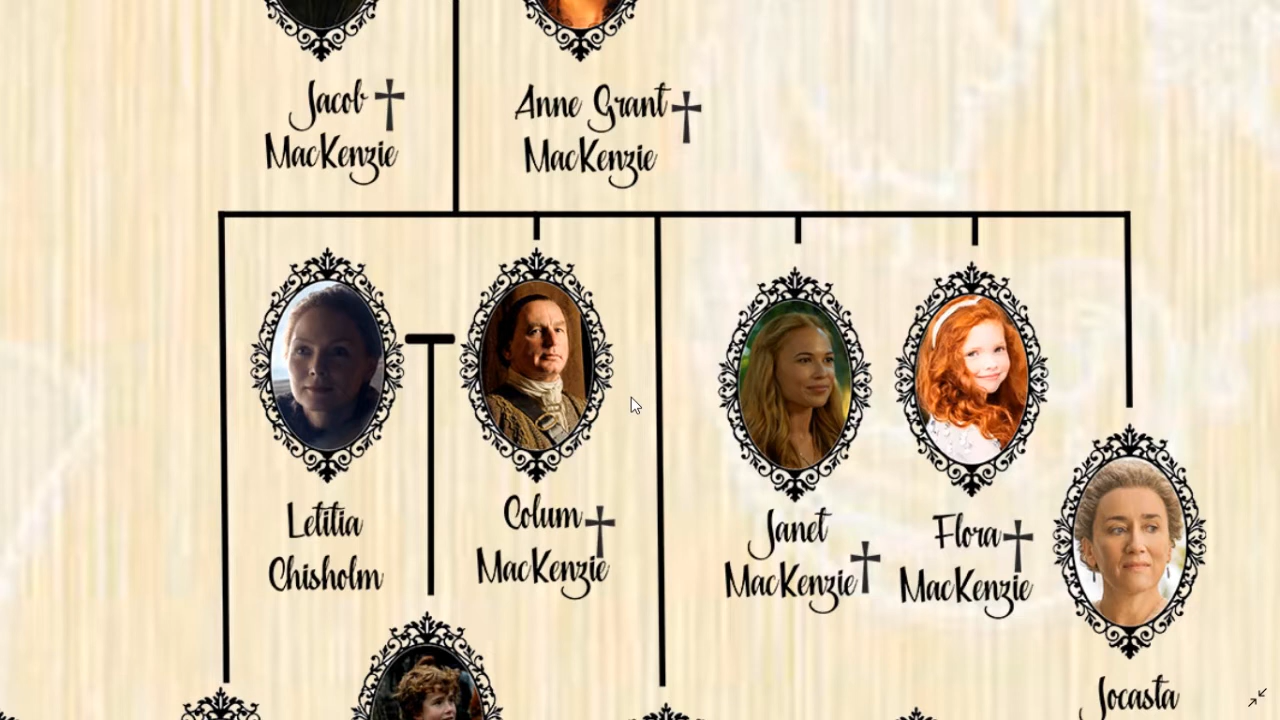 Jacob
MacKenzie
Anne Grant
MacKenzie
Letitia
Chisholm
Colum
MacKenzie
Janet
MacKenzie
Flora
MacKenzie
Jocasta